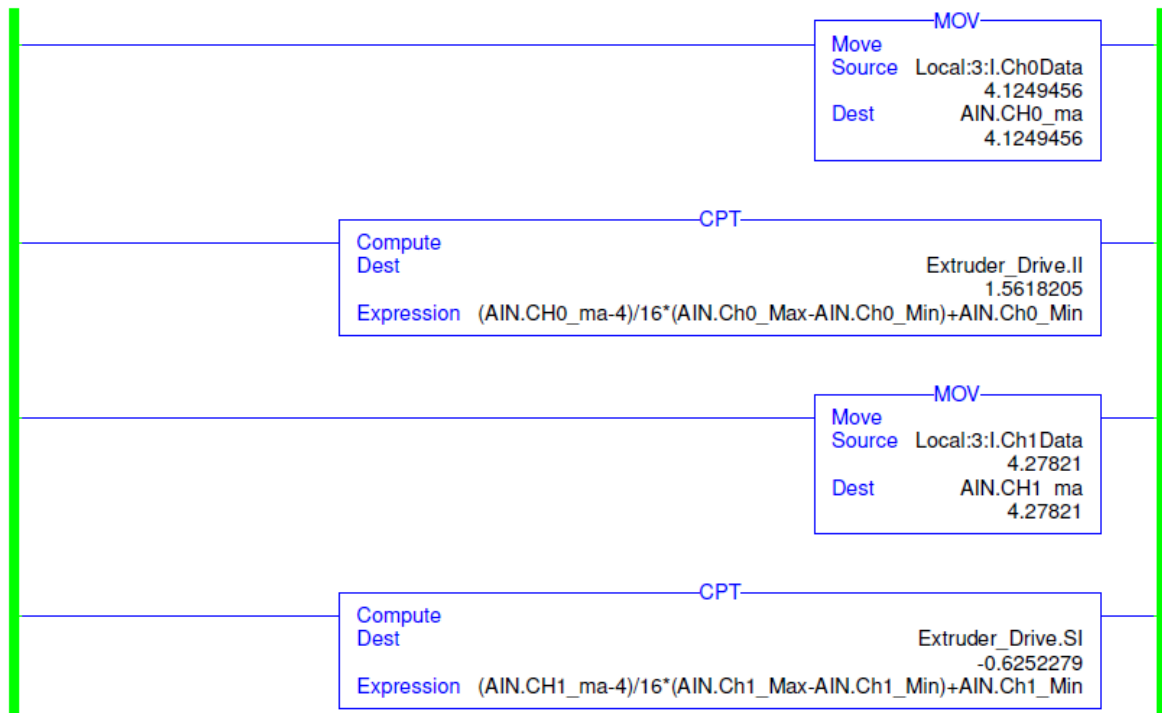 MOV
Move
Source Local:3:I.Ch0Data
4.1249456
Dest AIN.CH0_ma
4.1249456
CPT
Compute
Dest Extruder_Drive.II
1.5618205
Expression (AIN.CH0_ma-4)/16*(AIN.Ch0_Max-AIN.Ch0_Min)+AIN.Ch0_Min
MOV
Move
Source Local:3:I.Ch1Data
4.27821
Dest AIN.CH1_ma
4.27821
CPT
Compute
Dest Extruder_Drive.SI
-0.6252279
Expression (AIN.CH1_ma-4)/16*(AIN.Ch1_Max-AIN.Ch1_Min)+AIN.Ch1_Min